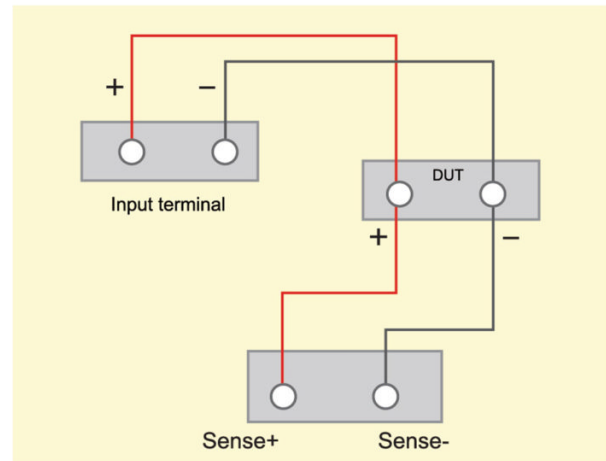 + −
Input terminal
DUT
+ −
Sense+ Sense-